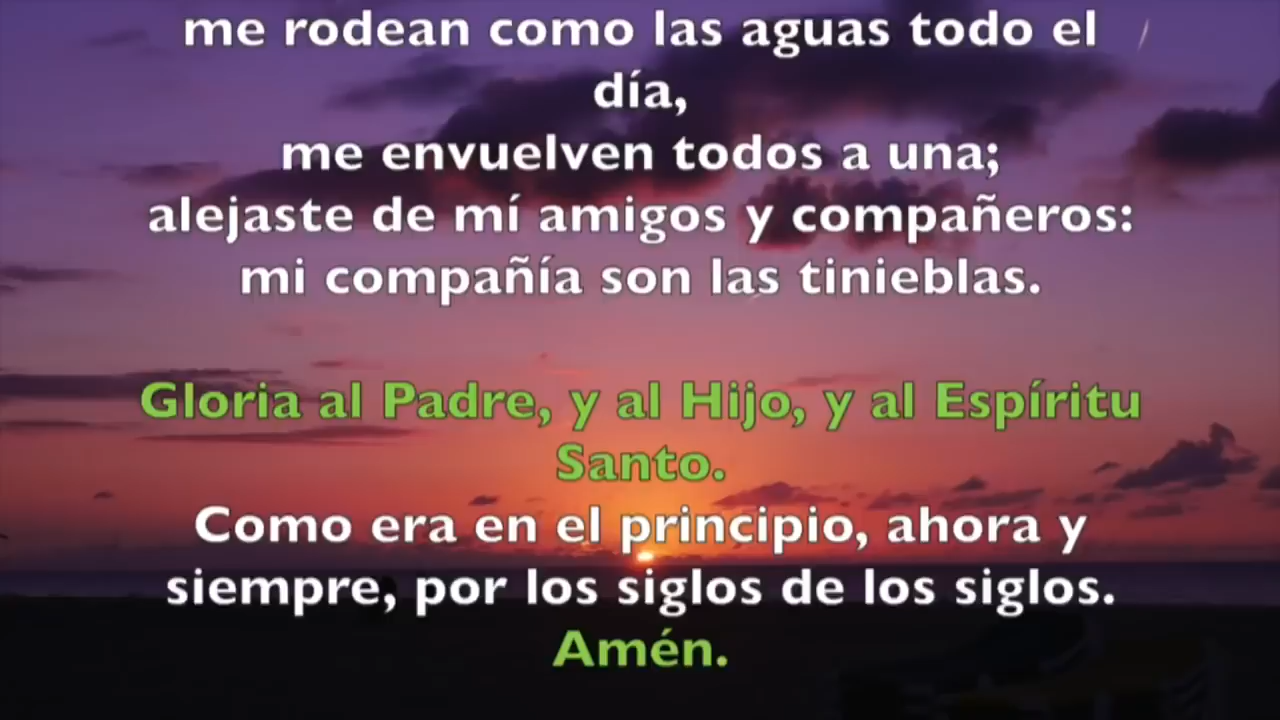 me rodean como las aguas todo el
día,
me envuelven todos a una;
alejaste de mí amigos y compañeros:
mi compañía son las tinieblas.
Gloria al Padre, y al Hijo, y al Espíritu
Santo.
Como era en el principio, ahora y
siempre, por los siglos de los siglos.
Amén.